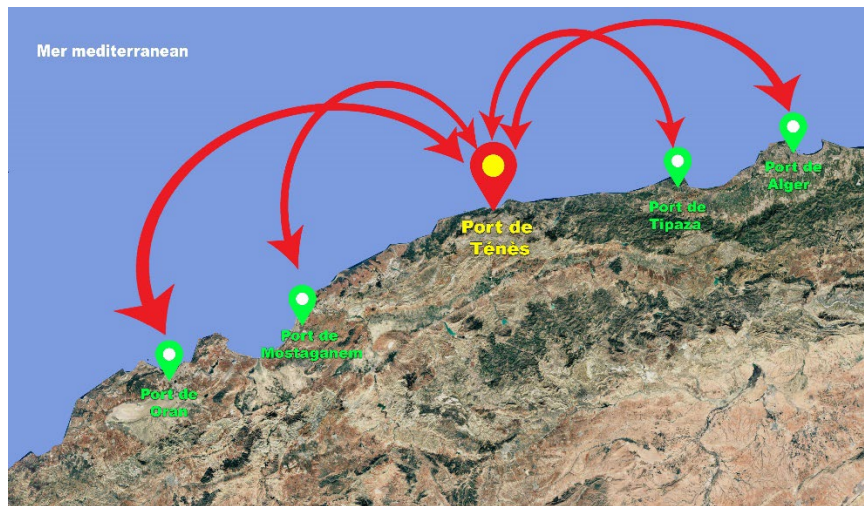 Mer mediterranean
Port de
Alger
Port de
Tipaza
Port de
Ténès
Port de
Mostaganem
Port de
Oran